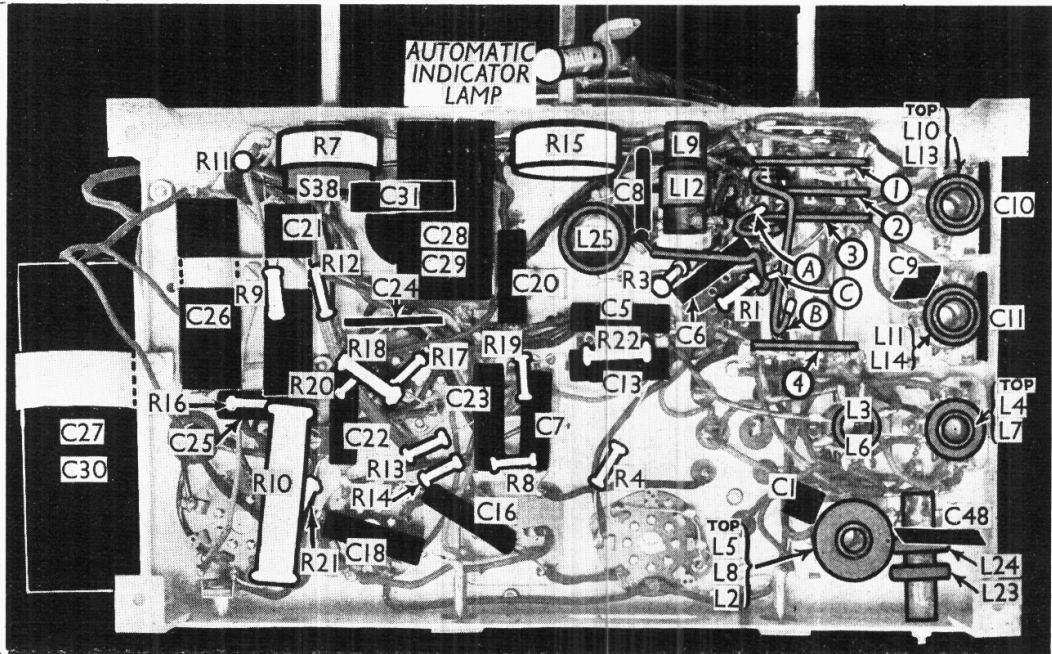 AUTOMATIC
INDICATOR
LAMP
TOP
L10
L13
R11
R7
R15
L9
S38
C31
C8
L12
1
C10
C21
C28
L25
2
C29
3
R12
C20
R3
A
C9
R9
C24
C
C26
C5
C6
R1
B
C11
R18
R17
R19
R22
L11
L14
R20
C13
4
R16
C23
TOP
L3
L4
C27
C25
C22
C7
L6
L7
C30
R13
R10
R14
R8
R4
C1
C16
C48
R21
C18
TOP
L5
L8
L2
L24
L23